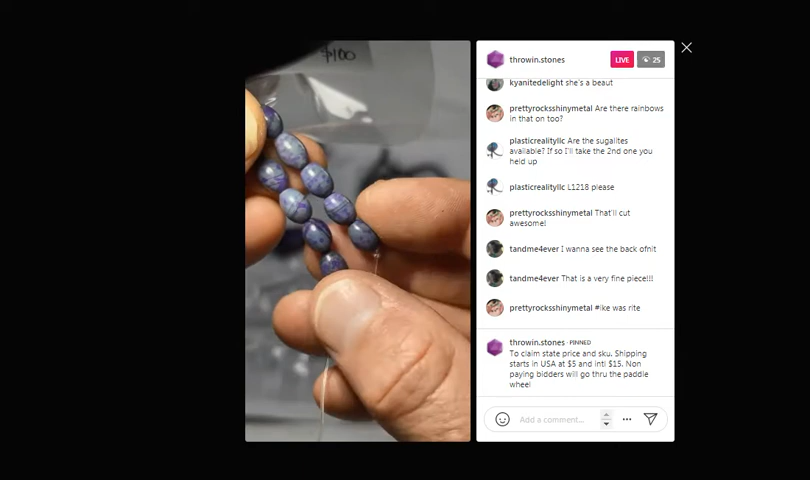 $100
throwin.stones
LIVE
25
kyanitedelight she's a beaut
prettyrocksshinymetal Are there rainbows
in that on too?
plasticrealityllc Are the sugalites
available? If so I'll take the 2nd one you
held up
plasticrealityllc L1218 please
prettyrocksshinymetal That'll cut
awesome!
tandme4ever I wanna see the back ofnit
tandme4ever That is a very fine piece!!!
prettyrocksshinymetal #ike was rite
throwin.stones · PINNED
To claim state price and sku. Shipping
starts in USA at $5 and intl $15. Non
paying bidders will go thru the paddle
wheel
Add a comment...